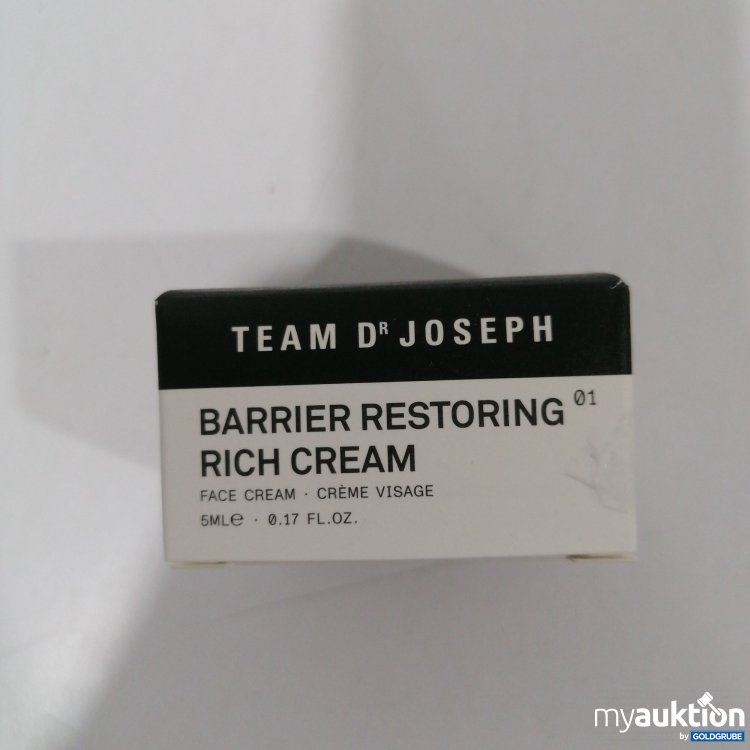 TEAM DR JOSEPH
BARRIER RESTORING 01
RICH CREAM
FACE CREAM · CRÈME VISAGE
5ML℮ · 0.17 FL.OZ.
myauktion
by GOLDGRUBE